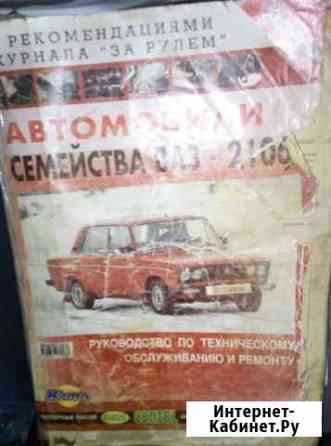 РЕКОМЕНДАЦИЯМИ
ЖУРНАЛА "ЗА РУЛЕМ"
АВТОМОБИЛИ
СЕМЕЙСТВА ВАЗ - 2106
РУКОВОДСТВО ПО ТЕХНИЧЕСКОМУ
ОБСЛУЖИВАНИЮ И РЕМОНТУ
Интернет-
Кабинет.Ру